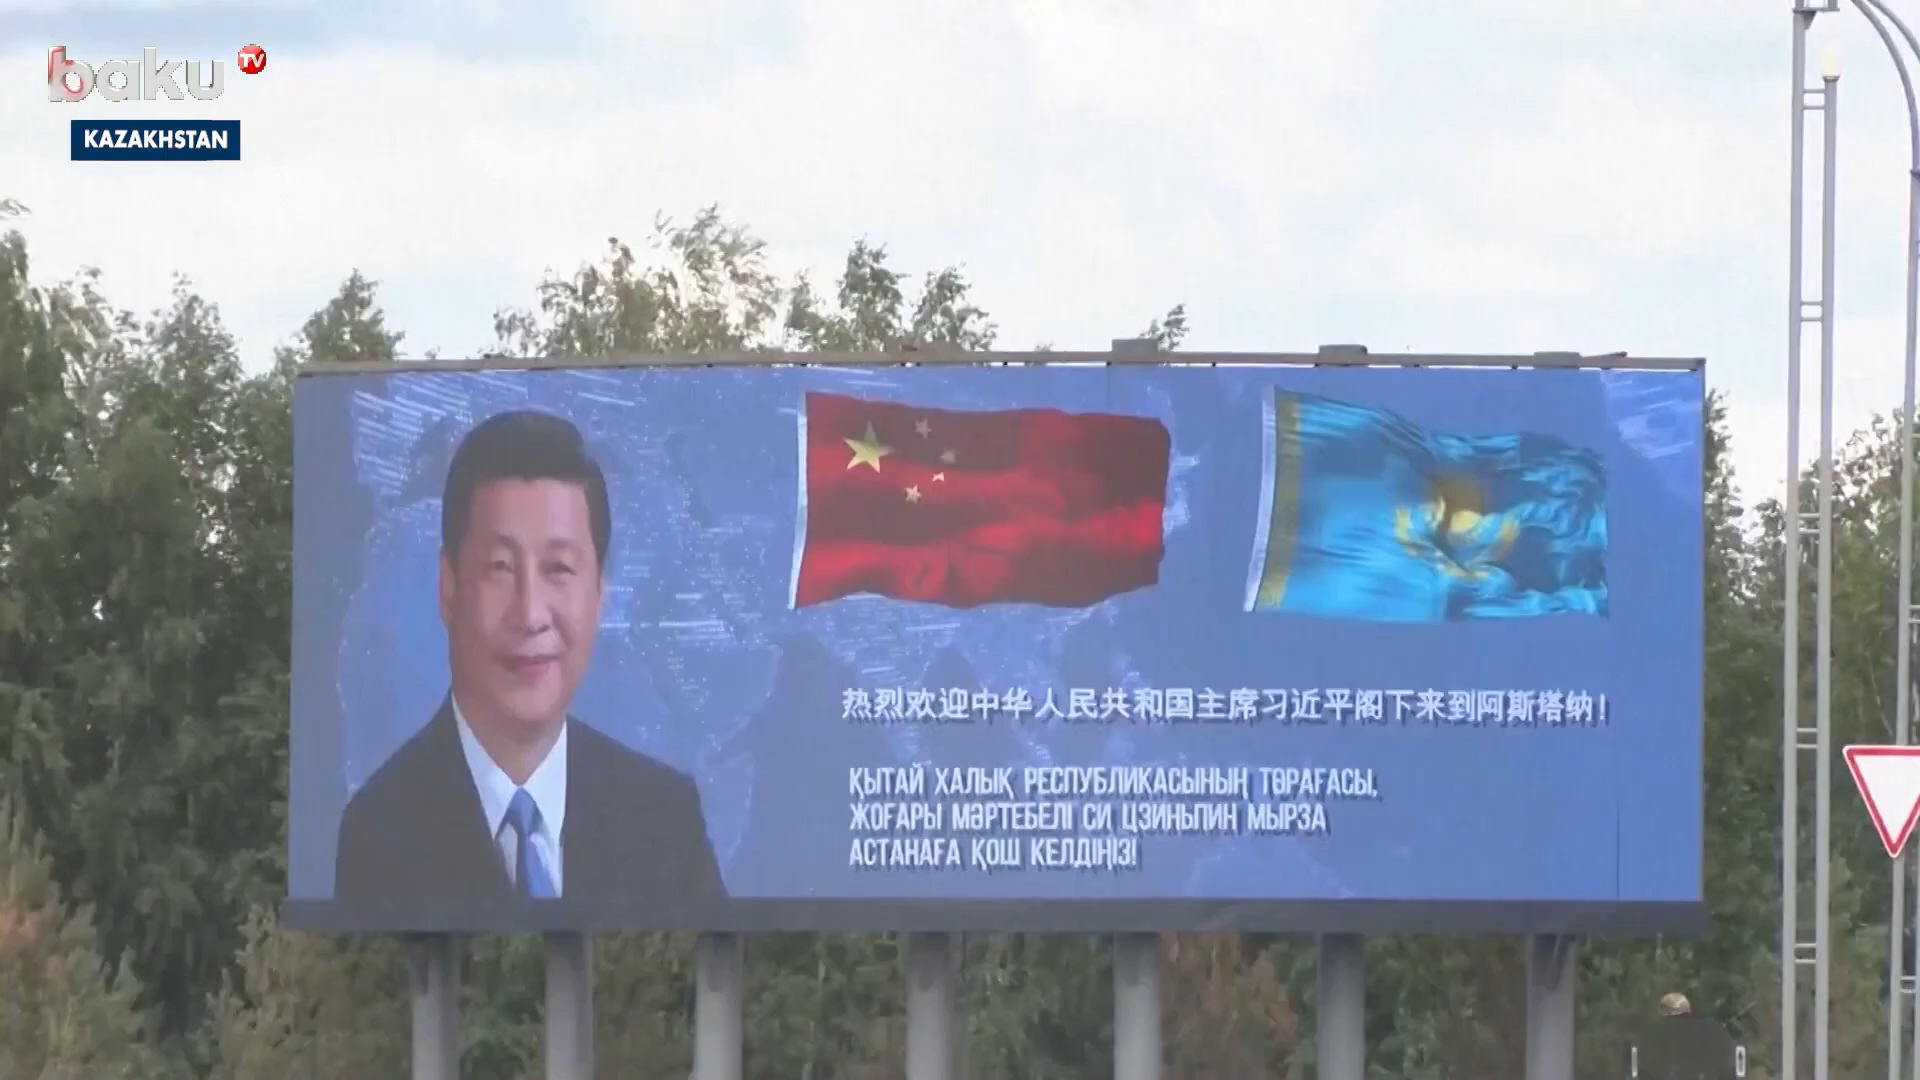 baku TV
KAZAKHSTAN
热烈欢迎中华人民共和国主席习近平阁下来到阿斯塔纳!
ҚЫТАЙ ХАЛЫҚ РЕСПУБЛИКАСЫНЫҢ ТӨРАҒАСЫ,
ЖОҒАРЫ МӘРТЕБЕЛІ СИ ЦЗИНЬПИН МЫРЗА
АСТАНАҒА ҚОШ КЕЛДІҢІЗ!